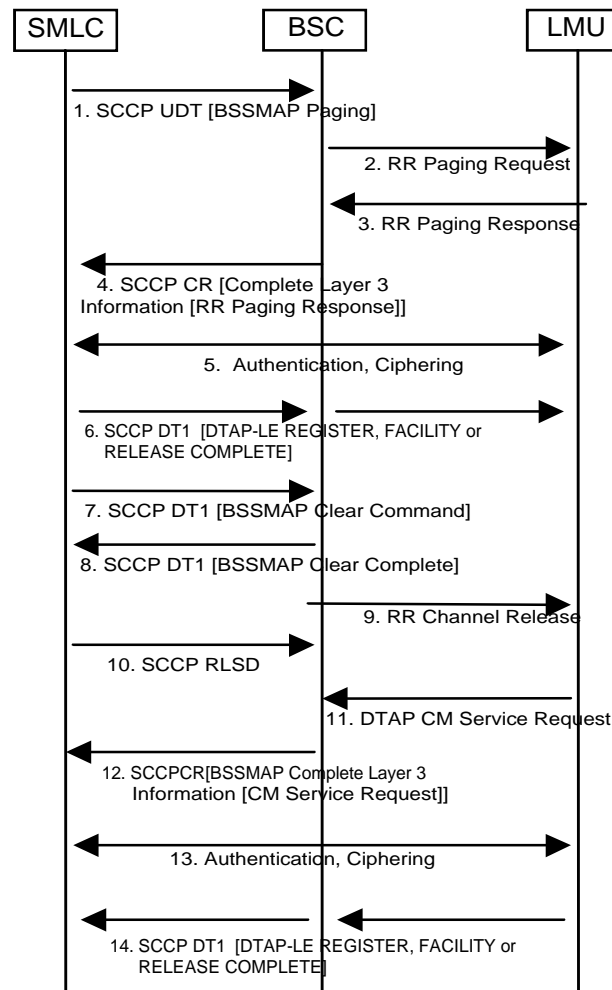 SMLC
BSC
LMU
1. SCCP UDT [BSSMAP Paging]
2. RR Paging Request
3. RR Paging Response
4. SCCP CR [Complete Layer 3
Information [RR Paging Response]]
5. Authentication, Ciphering
6. SCCP DT1 [DTAP-LE REGISTER, FACILITY or
RELEASE COMPLETE]
7. SCCP DT1 [BSSMAP Clear Command]
8. SCCP DT1 [BSSMAP Clear Complete]
9. RR Channel Release
10. SCCP RLSD
11. DTAP CM Service Request
12. SCCPCR[BSSMAP Complete Layer 3
Information [CM Service Request]]
13. Authentication, Ciphering
14. SCCP DT1 [DTAP-LE REGISTER, FACILITY or
RELEASE COMPLETE]